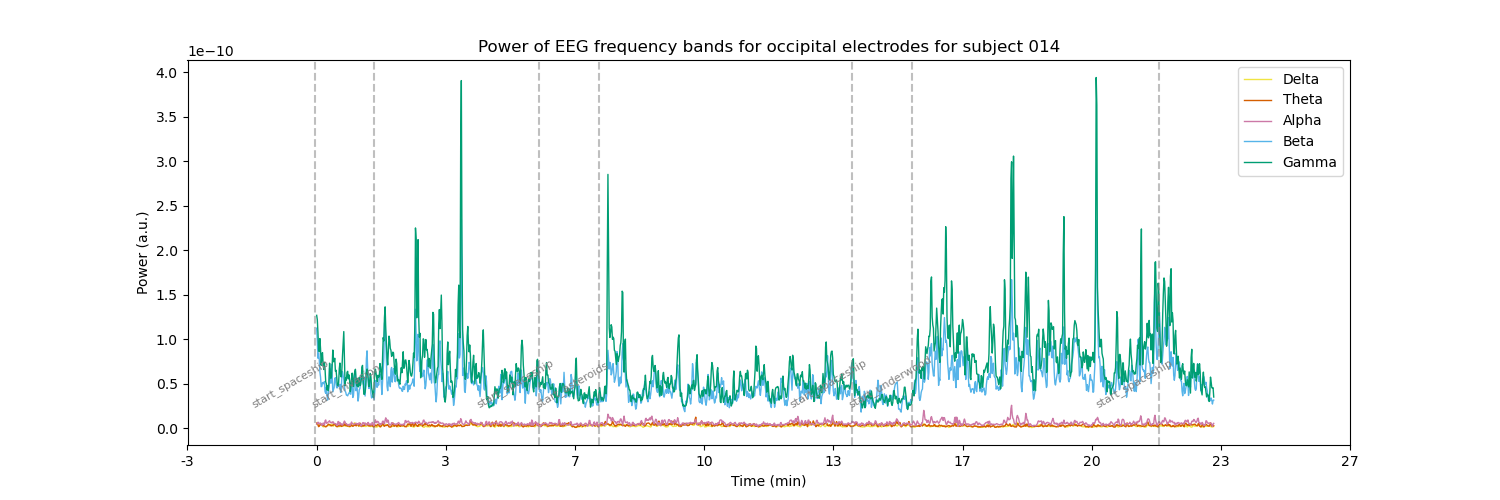 Power of EEG frequency bands for occipital electrodes for subject 014
1e−10
4.0
3.5
3.0
2.5
2.0
1.5
1.0
0.5
0.0
Power (a.u.)
Delta
Theta
Alpha
Beta
Gamma
start_spaceship
start_spaceship
start_asteroids
start_spaceship
start_underwood
start_spaceship
-3
0
3
7
10
13
17
20
23
27
Time (min)